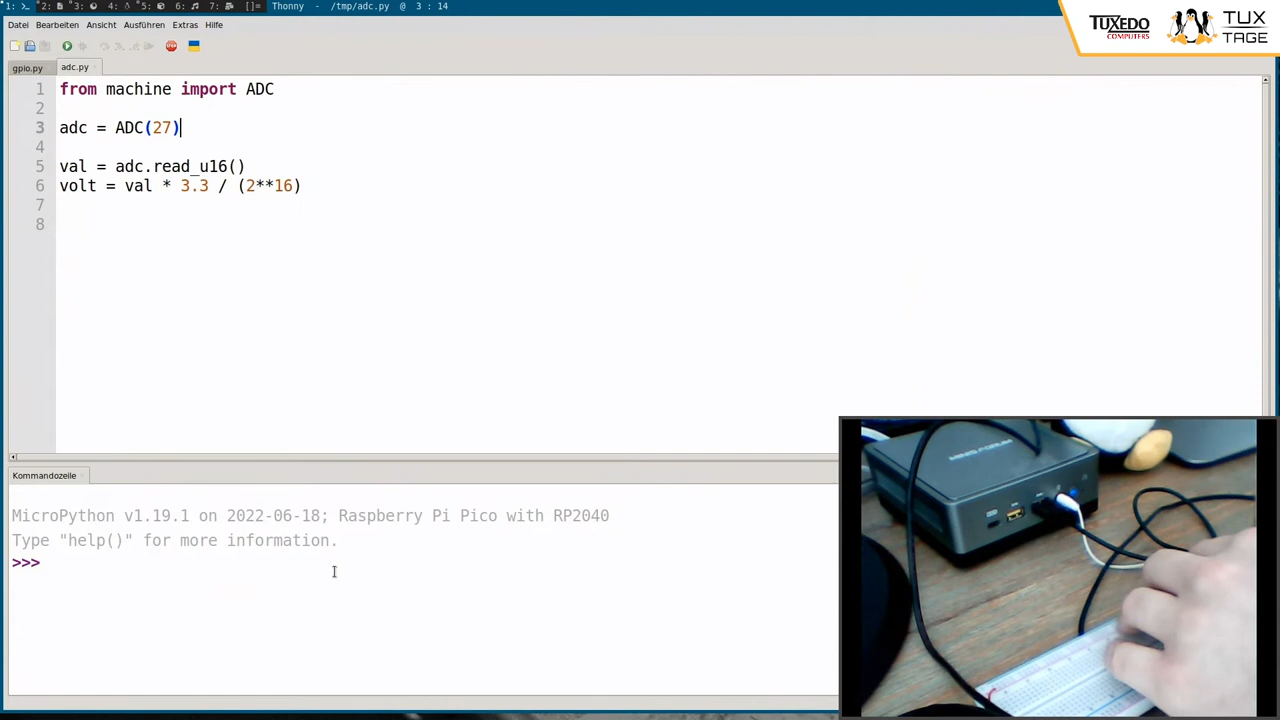 1: 2: 3: 4: 5: 6: 7: []= Thonny - /tmp/adc.py @ 3 : 14
Datei Bearbeiten Ansicht Ausführen Extras Hilfe
gpio.py adc.py
1 from machine import ADC
2
3 adc = ADC(27)
4
5 val = adc.read_u16()
6 volt = val * 3.3 / (2**16)
7
8
Kommandozeile
MicroPython v1.19.1 on 2022-06-18; Raspberry Pi Pico with RP2040
Type "help()" for more information.
>>>
TUXEDO
COMPUTERS
TUX
TAGE
MINIS FORUM